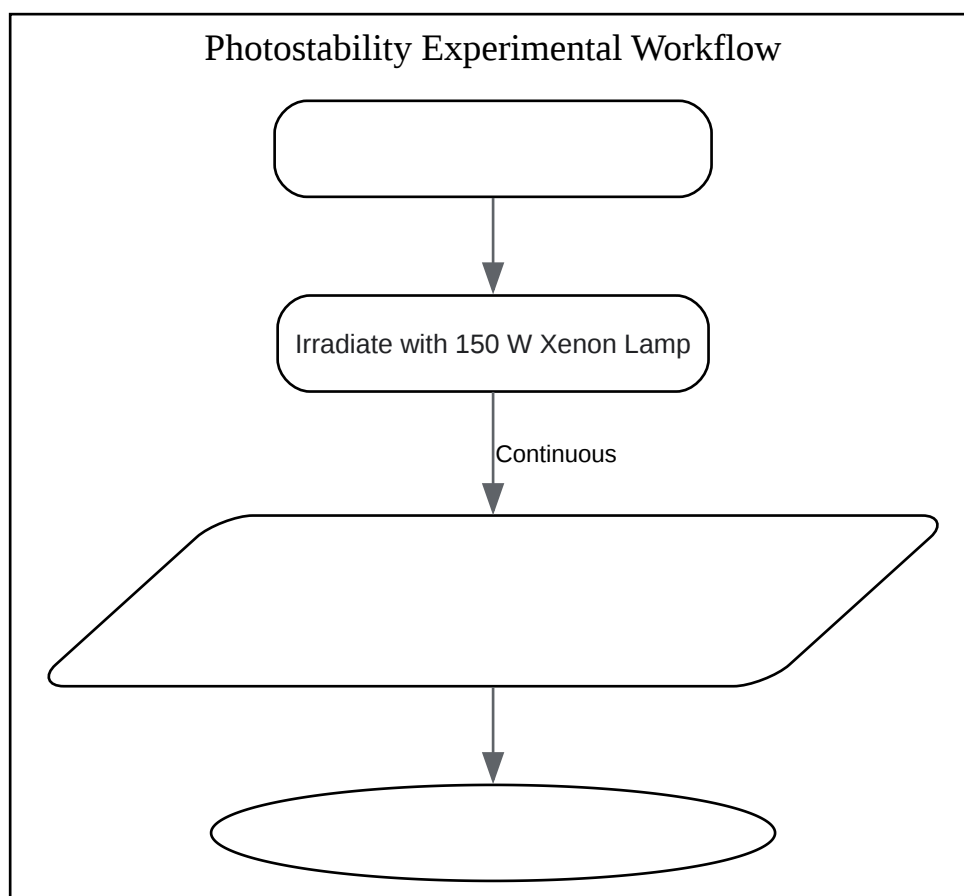 Photostability Experimental Workflow
Irradiate with 150 W Xenon Lamp
Continuous